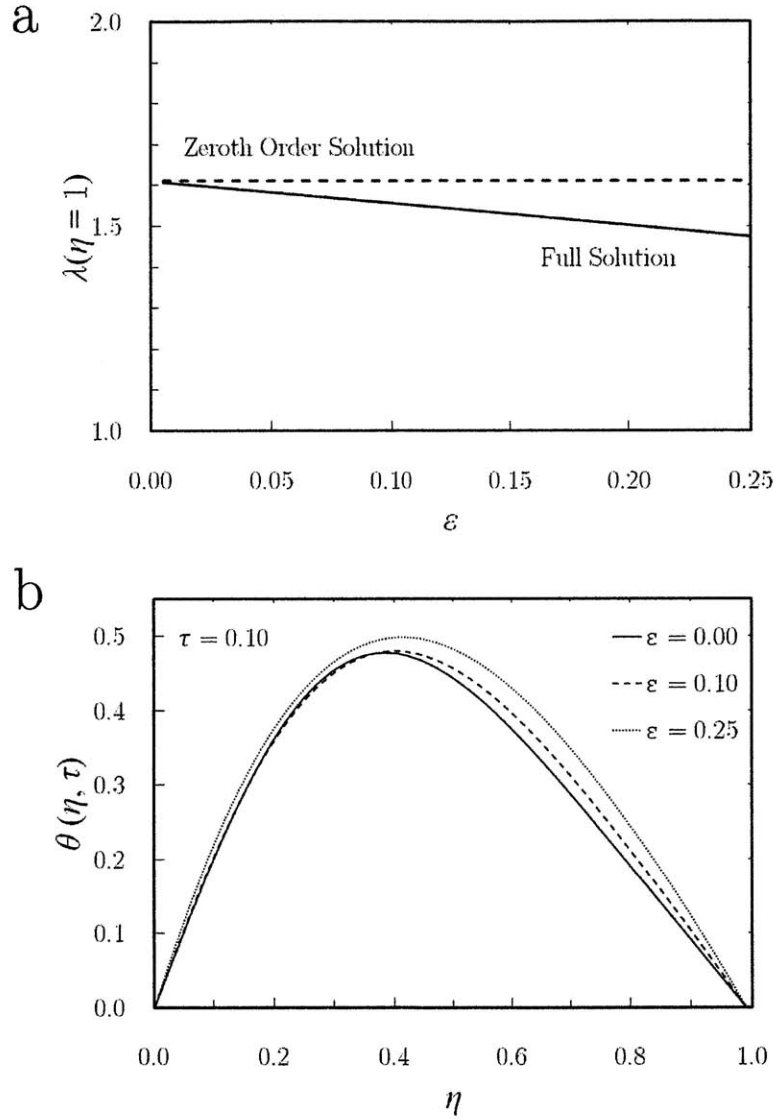 a
2.0
Zeroth Order Solution
λ(η = 1)
1.5
Full Solution
1.0
0.00 0.05 0.10 0.15 0.20 0.25
ε
b
0.5
τ = 0.10
ε = 0.00
0.4
ε = 0.10
0.3
ε = 0.25
θ (η, τ)
0.2
0.1
0.0
0.0 0.2 0.4 0.6 0.8 1.0
η